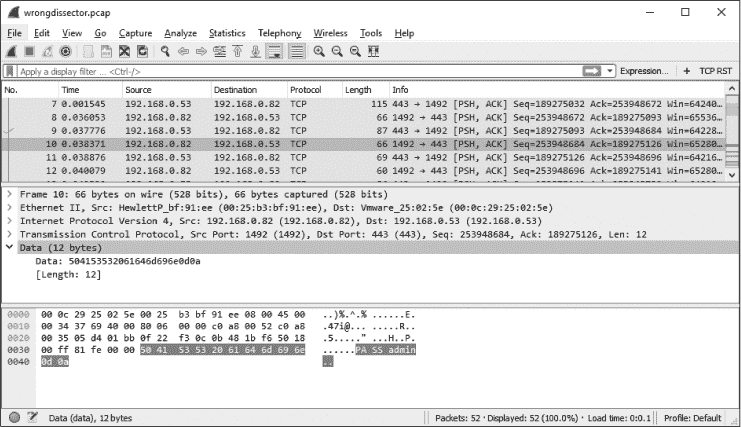 wrongdissector.pcap
File Edit View Go Capture Analyze Statistics Telephony Wireless Tools Help
Apply a display filter ... <Ctrl-/> Expression... + TCP RST
No. Time Source Destination Protocol Length Info
7 0.001545 192.168.0.53 192.168.0.82 TCP 115 443 → 1492 [PSH, ACK] Seq=189275032 Ack=253948672 Win=64240...
8 0.036053 192.168.0.82 192.168.0.53 TCP 66 1492 → 443 [PSH, ACK] Seq=253948672 Ack=189275093 Win=65536...
9 0.037776 192.168.0.53 192.168.0.82 TCP 87 443 → 1492 [PSH, ACK] Seq=189275093 Ack=253948684 Win=64228...
10 0.038371 192.168.0.82 192.168.0.53 TCP 66 1492 → 443 [PSH, ACK] Seq=253948684 Ack=189275126 Win=65280...
11 0.038876 192.168.0.53 192.168.0.82 TCP 69 443 → 1492 [PSH, ACK] Seq=189275126 Ack=253948696 Win=64216...
12 0.040079 192.168.0.82 192.168.0.53 TCP 60 1492 → 443 [PSH, ACK] Seq=253948696 Ack=189275141 Win=65280...
Frame 10: 66 bytes on wire (528 bits), 66 bytes captured (528 bits)
Ethernet II, Src: HewlettP_bf:91:ee (00:25:b3:bf:91:ee), Dst: Vmware_25:02:5e (00:0c:29:25:02:5e)
Internet Protocol Version 4, Src: 192.168.0.82 (192.168.0.82), Dst: 192.168.0.53 (192.168.0.53)
Transmission Control Protocol, Src Port: 1492 (1492), Dst Port: 443 (443), Seq: 253948684, Ack: 189275126, Len: 12
Data (12 bytes)
Data: 504153532061646d696e0d0a
[Length: 12]
0000 00 0c 29 25 02 5e 00 25 b3 bf 91 ee 08 00 45 00 ..)%.^.% ......E.
0010 00 34 37 69 40 00 80 06 00 00 c0 a8 00 52 c0 a8 .47i@... .....R..
0020 00 35 05 d4 01 bb 0f 22 f3 0c 0b 48 1b f6 50 18 .5....." ...H..P.
0030 00 ff 81 fe 00 00 50 41 53 53 20 61 64 6d 69 6e ......PA SS admin
0040 0d 0a ..
Data (data), 12 bytes Packets: 52 · Displayed: 52 (100.0%) · Load time: 0:0.1 Profile: Default